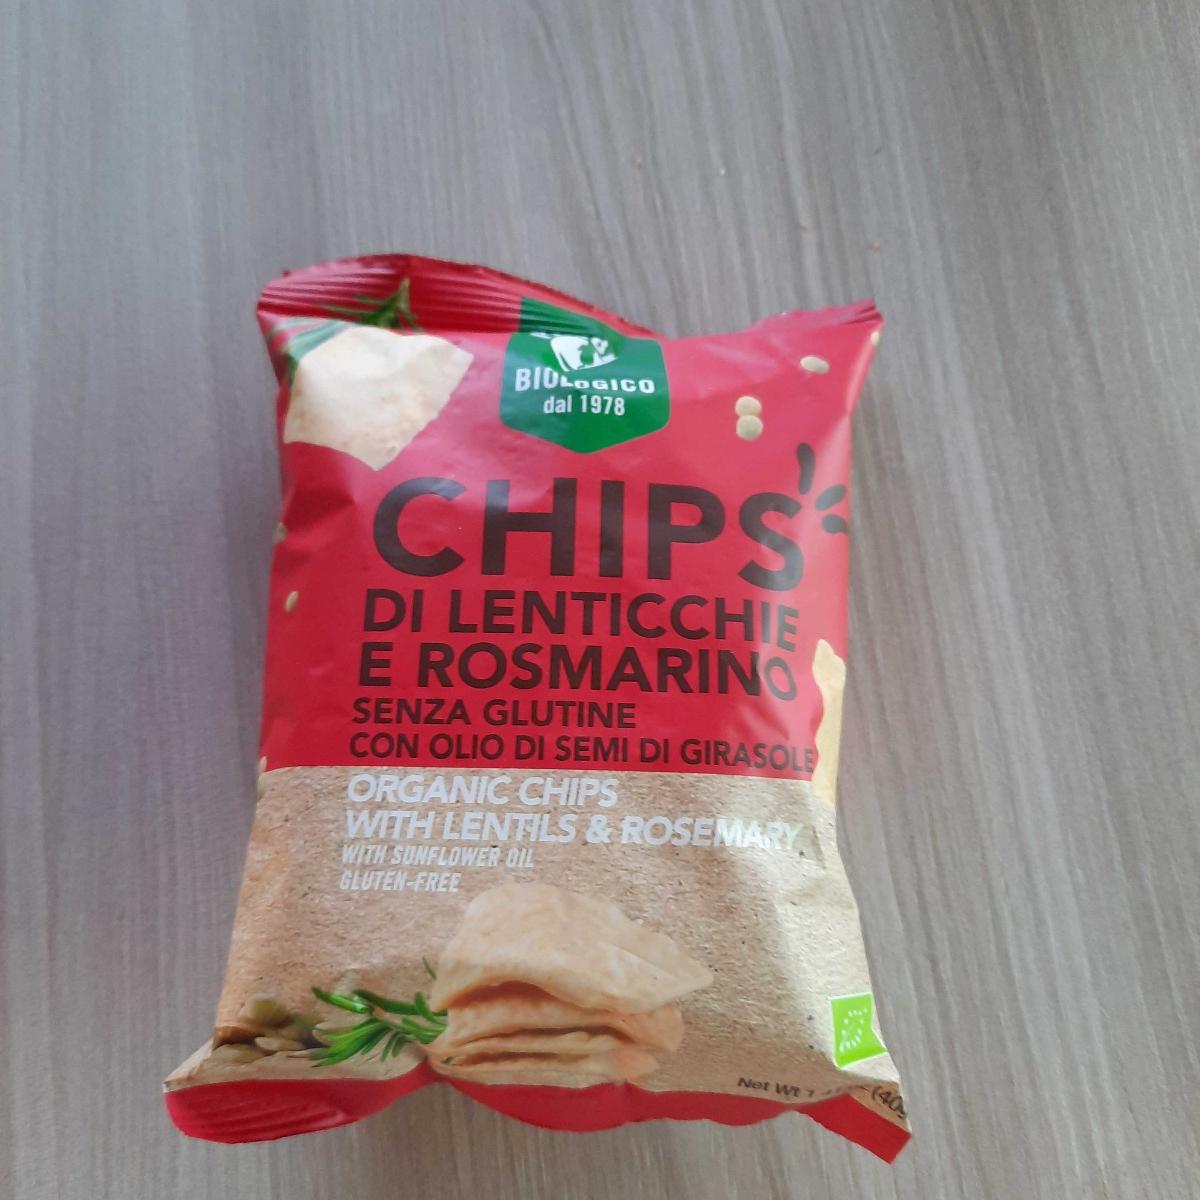 BIOLOGICO
dal 1978
CHIPS
DI LENTICCHIE
E ROSMARINO
SENZA GLUTINE
CON OLIO DI SEMI DI GIRASOLE
ORGANIC CHIPS
WITH LENTILS & ROSEMARY
WITH SUNFLOWER OIL
GLUTEN-FREE
Net Wt (40g